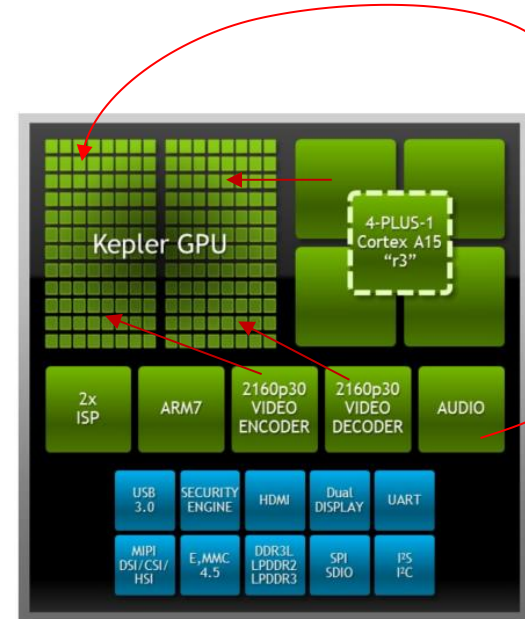 Kepler GPU
4-PLUS-1
Cortex A15
“r3”
2x
ISP
ARM7
2160p30
VIDEO
ENCODER
2160p30
VIDEO
DECODER
AUDIO
USB
3.0
SECURITY
ENGINE
HDMI
Dual
DISPLAY
UART
MIPI
DSI/CSI/
HSI
E,MMC
4.5
DDR3L
LPDDR2
LPDDR3
SPI
SDIO
I²S
I²C